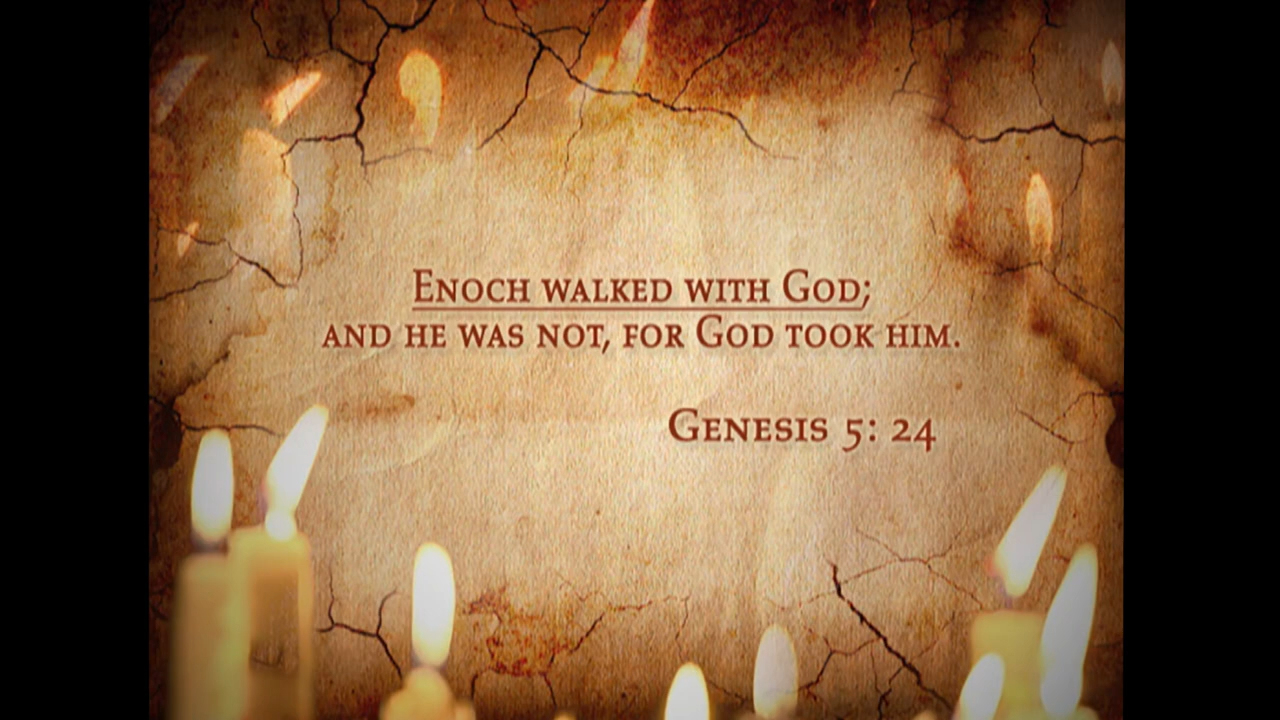 Enoch walked with God;
and he was not, for God took him.
Genesis 5: 24